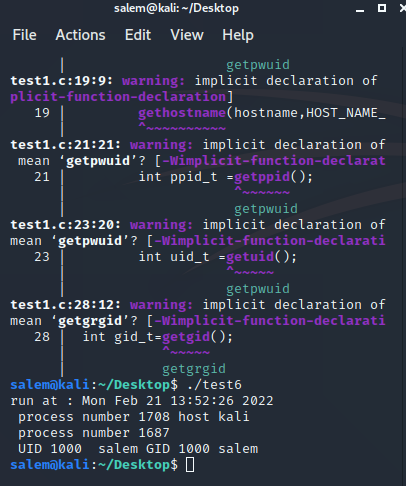 salem@kali: ~/Desktop
File Actions Edit View Help
| getpwuid
test1.c:19:9: warning: implicit declaration of
plicit-function-declaration]
19 | gethostname(hostname,HOST_NAME_
| ^~~~~~~~~~~
test1.c:21:21: warning: implicit declaration of
mean ‘getpwuid’? [-Wimplicit-function-declarat
21 | int ppid_t =getppid();
| ^~~~~~~
| getpwuid
test1.c:23:20: warning: implicit declaration of
mean ‘getpwuid’? [-Wimplicit-function-declarati
23 | int uid_t =getuid();
| ^~~~~~
| getpwuid
test1.c:28:12: warning: implicit declaration of
mean ‘getgrgid’? [-Wimplicit-function-declarati
28 | int gid_t=getgid();
| ^~~~~~
| getgrgid
salem@kali:~/Desktop$ ./test6
run at : Mon Feb 21 13:52:26 2022
process number 1708 host kali
process number 1687
UID 1000 salem GID 1000 salem
salem@kali:~/Desktop$